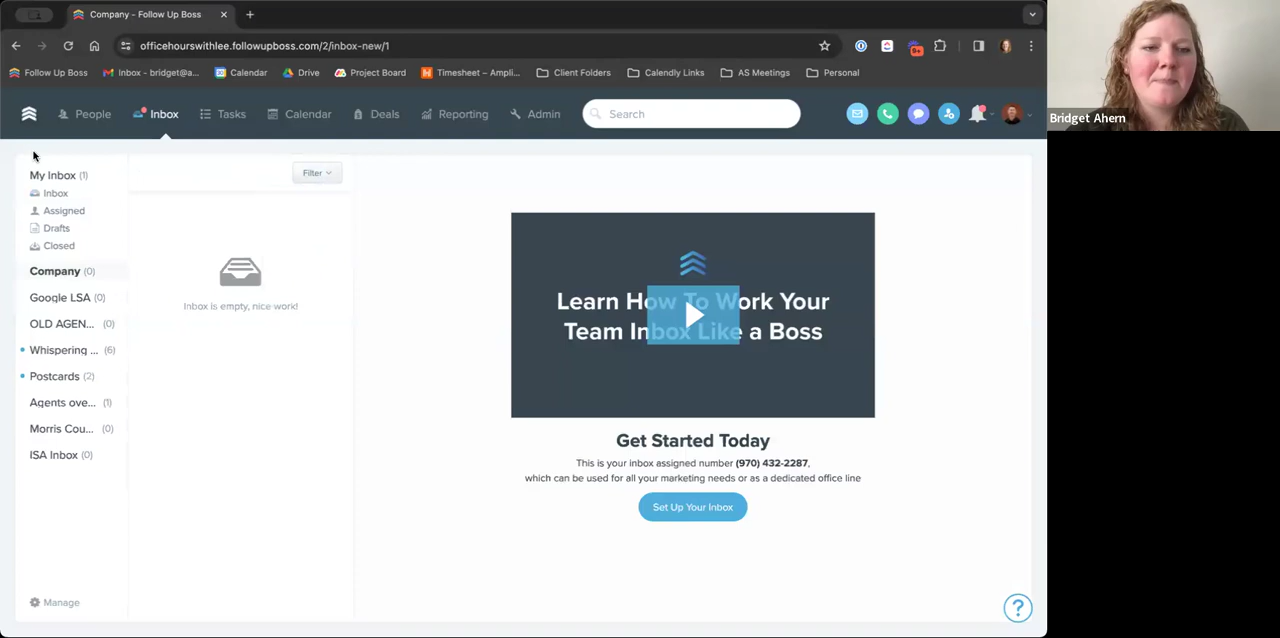 Company - Follow Up Boss
officehourswithlee.followupboss.com/2/inbox-new/1
9+
Follow Up Boss
Inbox - bridget@a...
Calendar
Drive
Project Board
Timesheet – Ampli...
Client Folders
Calendly Links
AS Meetings
Personal
People
Inbox
Tasks
Calendar
Deals
Reporting
Admin
Search
Bridget Ahern
My Inbox (1)
Inbox
Assigned
Drafts
Closed
Company (0)
Google LSA (0)
OLD AGEN... (0)
Whispering ... (6)
Postcards (2)
Agents ove... (1)
Morris Cou... (0)
ISA Inbox (0)
Manage
Filter
Inbox is empty, nice work!
Learn How To Work Your
Team Inbox Like a Boss
Get Started Today
This is your inbox assigned number (970) 432-2287,
which can be used for all your marketing needs or as a dedicated office line
Set Up Your Inbox
?